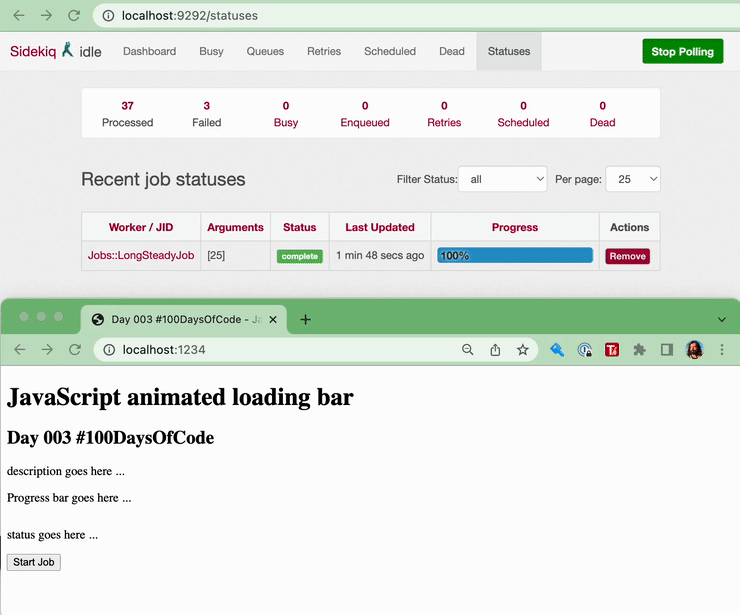 localhost:9292/statuses
Sidekiq idle Dashboard Busy Queues Retries Scheduled Dead Statuses Stop Polling
37 3 0 0 0 0 0
Processed Failed Busy Enqueued Retries Scheduled Dead
Recent job statuses Filter Status: all Per page: 25
Worker / JID Arguments Status Last Updated Progress Actions
Jobs::LongSteadyJob [25] complete 1 min 48 secs ago 100% Remove
Day 003 #100DaysOfCode - Ja
localhost:1234
JavaScript animated loading bar
Day 003 #100DaysOfCode
description goes here ...
Progress bar goes here ...
status goes here ...
Start Job